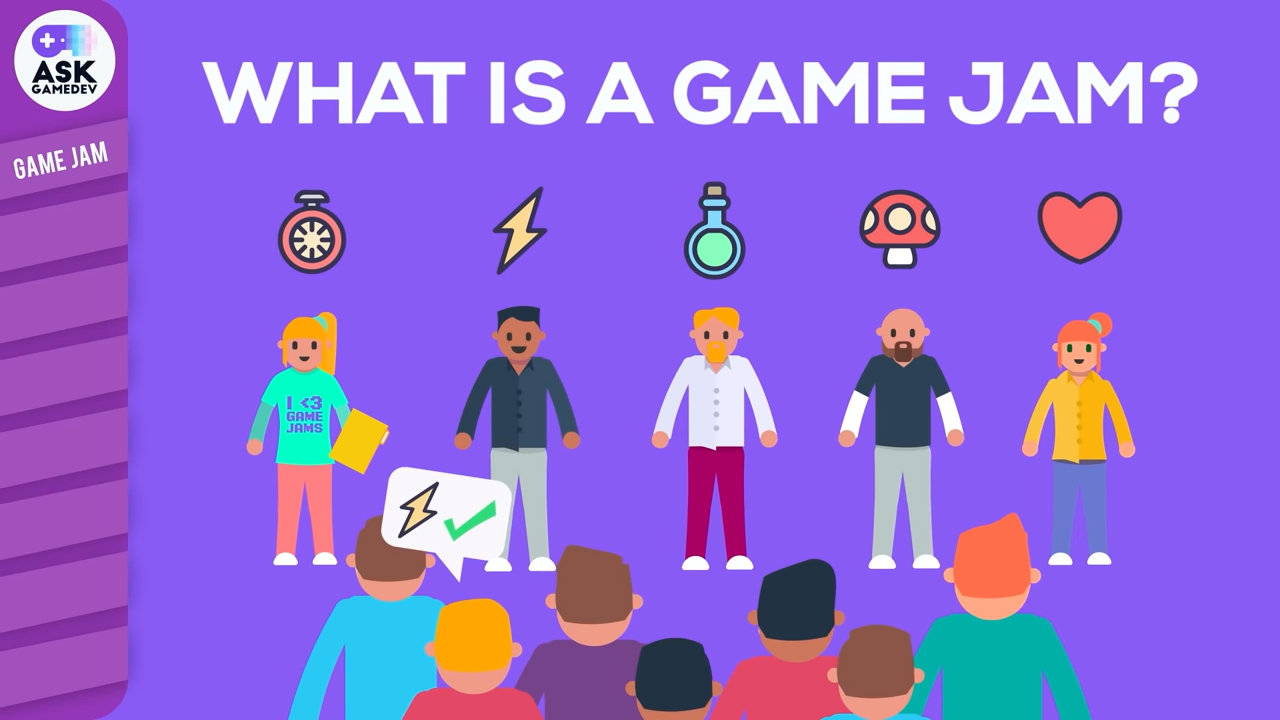 ASK
GAMEDEV
WHAT IS A GAME JAM?
GAME JAM
I <3
GAME
JAMS